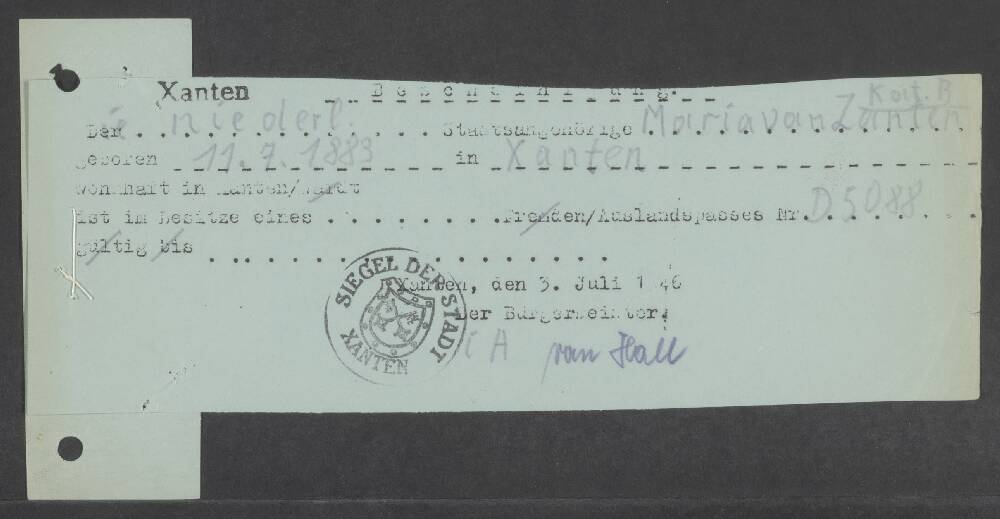 Xanten Bescheinigung.
Kat. B
Der niederl. Staatsangehörige Maria van Zantin
geboren 11.7.1883 in Xanten
wohnhaft in Xanten/Wardt
ist im Besitze eines Fremden/Auslandspasses Nr. D 5088
gültig bis
Xanten, den 3. Juli 1946
Der Bürgermeister.
i A van Hall
SIEGEL DER STADT
XANTEN